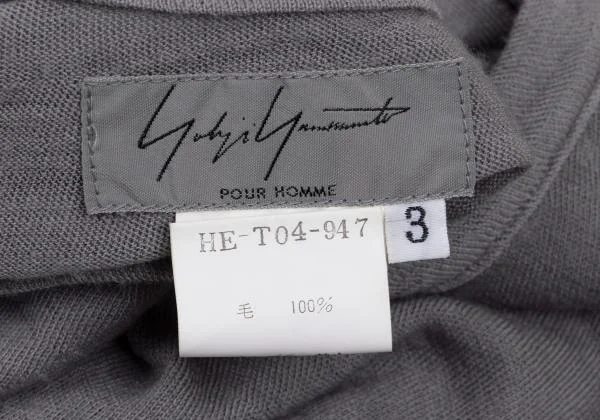 Yohji Yamamoto
POUR HOMME
HE-T04-947
3
毛 100%